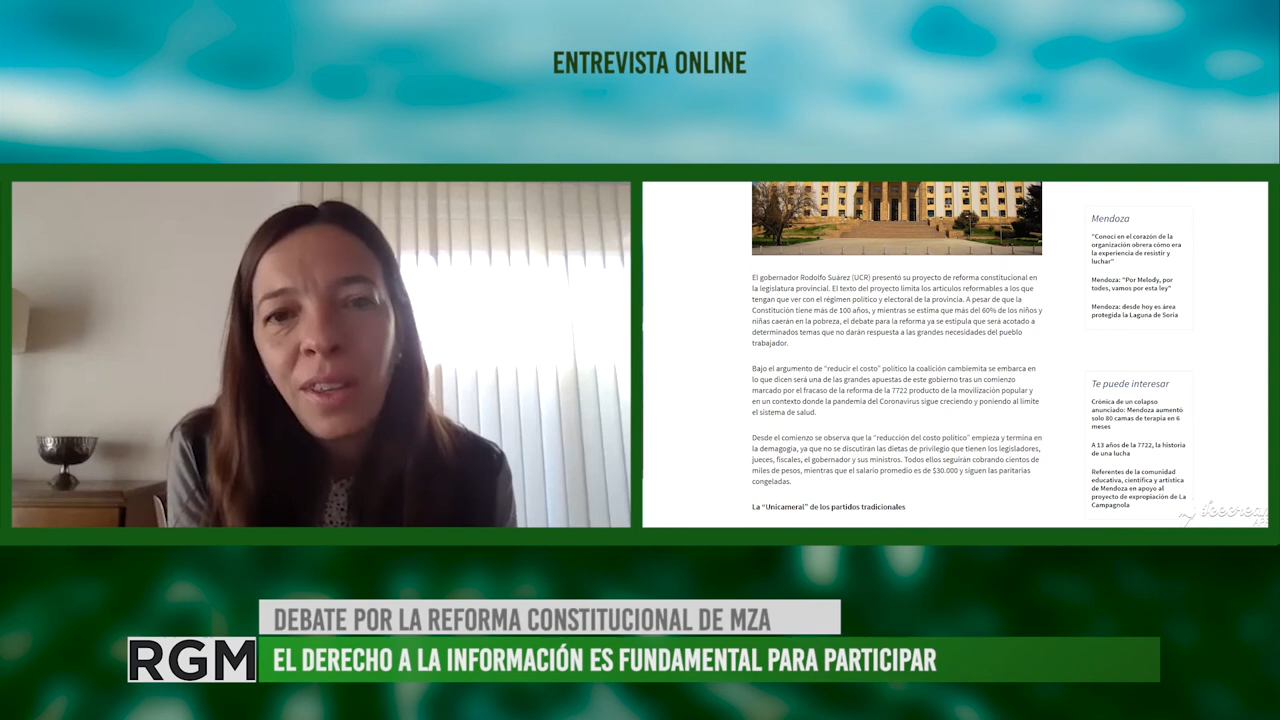 ENTREVISTA ONLINE
El gobernador Rodolfo Suárez (UCR) presentó su proyecto de reforma constitucional en
la legislatura provincial. El texto del proyecto limita los artículos reformables a los que
tengan que ver con el régimen político y electoral de la provincia. A pesar de que la
Constitución tiene más de 100 años, y mientras se estima que más del 60% de los niños y
niñas caerán en la pobreza, el debate para la reforma ya se estipula que será acotado a
determinados temas que no darán respuesta a las grandes necesidades del pueblo
trabajador.
Bajo el argumento de "reducir el costo" político la coalición cambiemita se embarca en
lo que dicen será una de las grandes apuestas de este gobierno tras un comienzo
marcado por el fracaso de la reforma de la 7722 producto de la movilización popular y
en un contexto donde la pandemia del Coronavirus sigue creciendo y poniendo al límite
el sistema de salud.
Desde el comienzo se observa que la "reducción del costo político" empieza y termina en
la demagogia, ya que no se discutirán las dietas de privilegio que tienen los legisladores,
jueces, fiscales, el gobernador y sus ministros. Todos ellos seguirán cobrando cientos de
miles de pesos, mientras que el salario promedio es de $30.000 y siguen las paritarias
congeladas.
La "Unicameral" de los partidos tradicionales
Mendoza
"Conocí en el corazón de la
organización obrera cómo era
la experiencia de resistir y
luchar"
Mendoza: "Por Melody, por
todes, vamos por esta ley"
Mendoza: desde hoy es área
protegida la Laguna de Soria
Te puede interesar
Crónica de un colapso
anunciado: Mendoza aumentó
solo 80 camas de terapia en 6
meses
A 13 años de la 7722, la historia
de una lucha
Referentes de la comunidad
educativa, científica y artística
de Mendoza en apoyo al
proyecto de expropiación de La
Campagnola
DEBATE POR LA REFORMA CONSTITUCIONAL DE MZA
RGM
EL DERECHO A LA INFORMACIÓN ES FUNDAMENTAL PARA PARTICIPAR